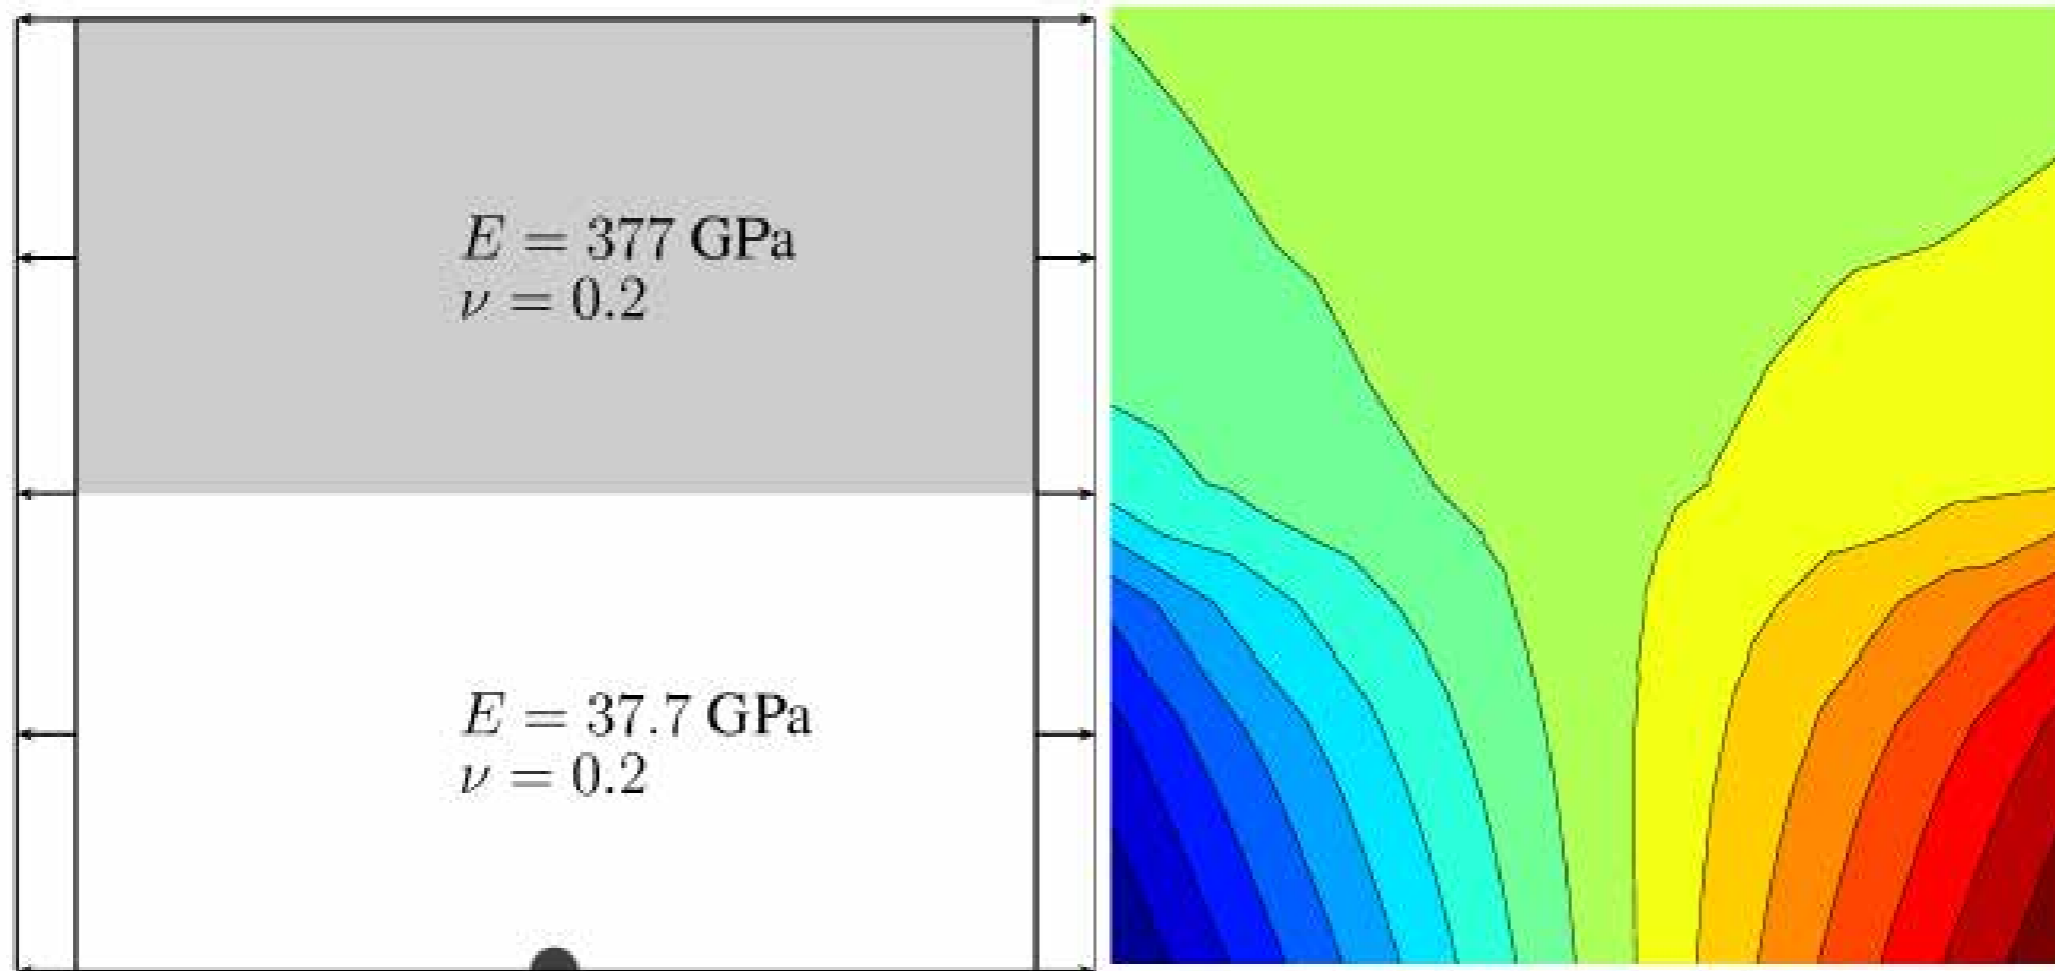 E = 377 GPa
ν = 0.2
E = 37.7 GPa
ν = 0.2